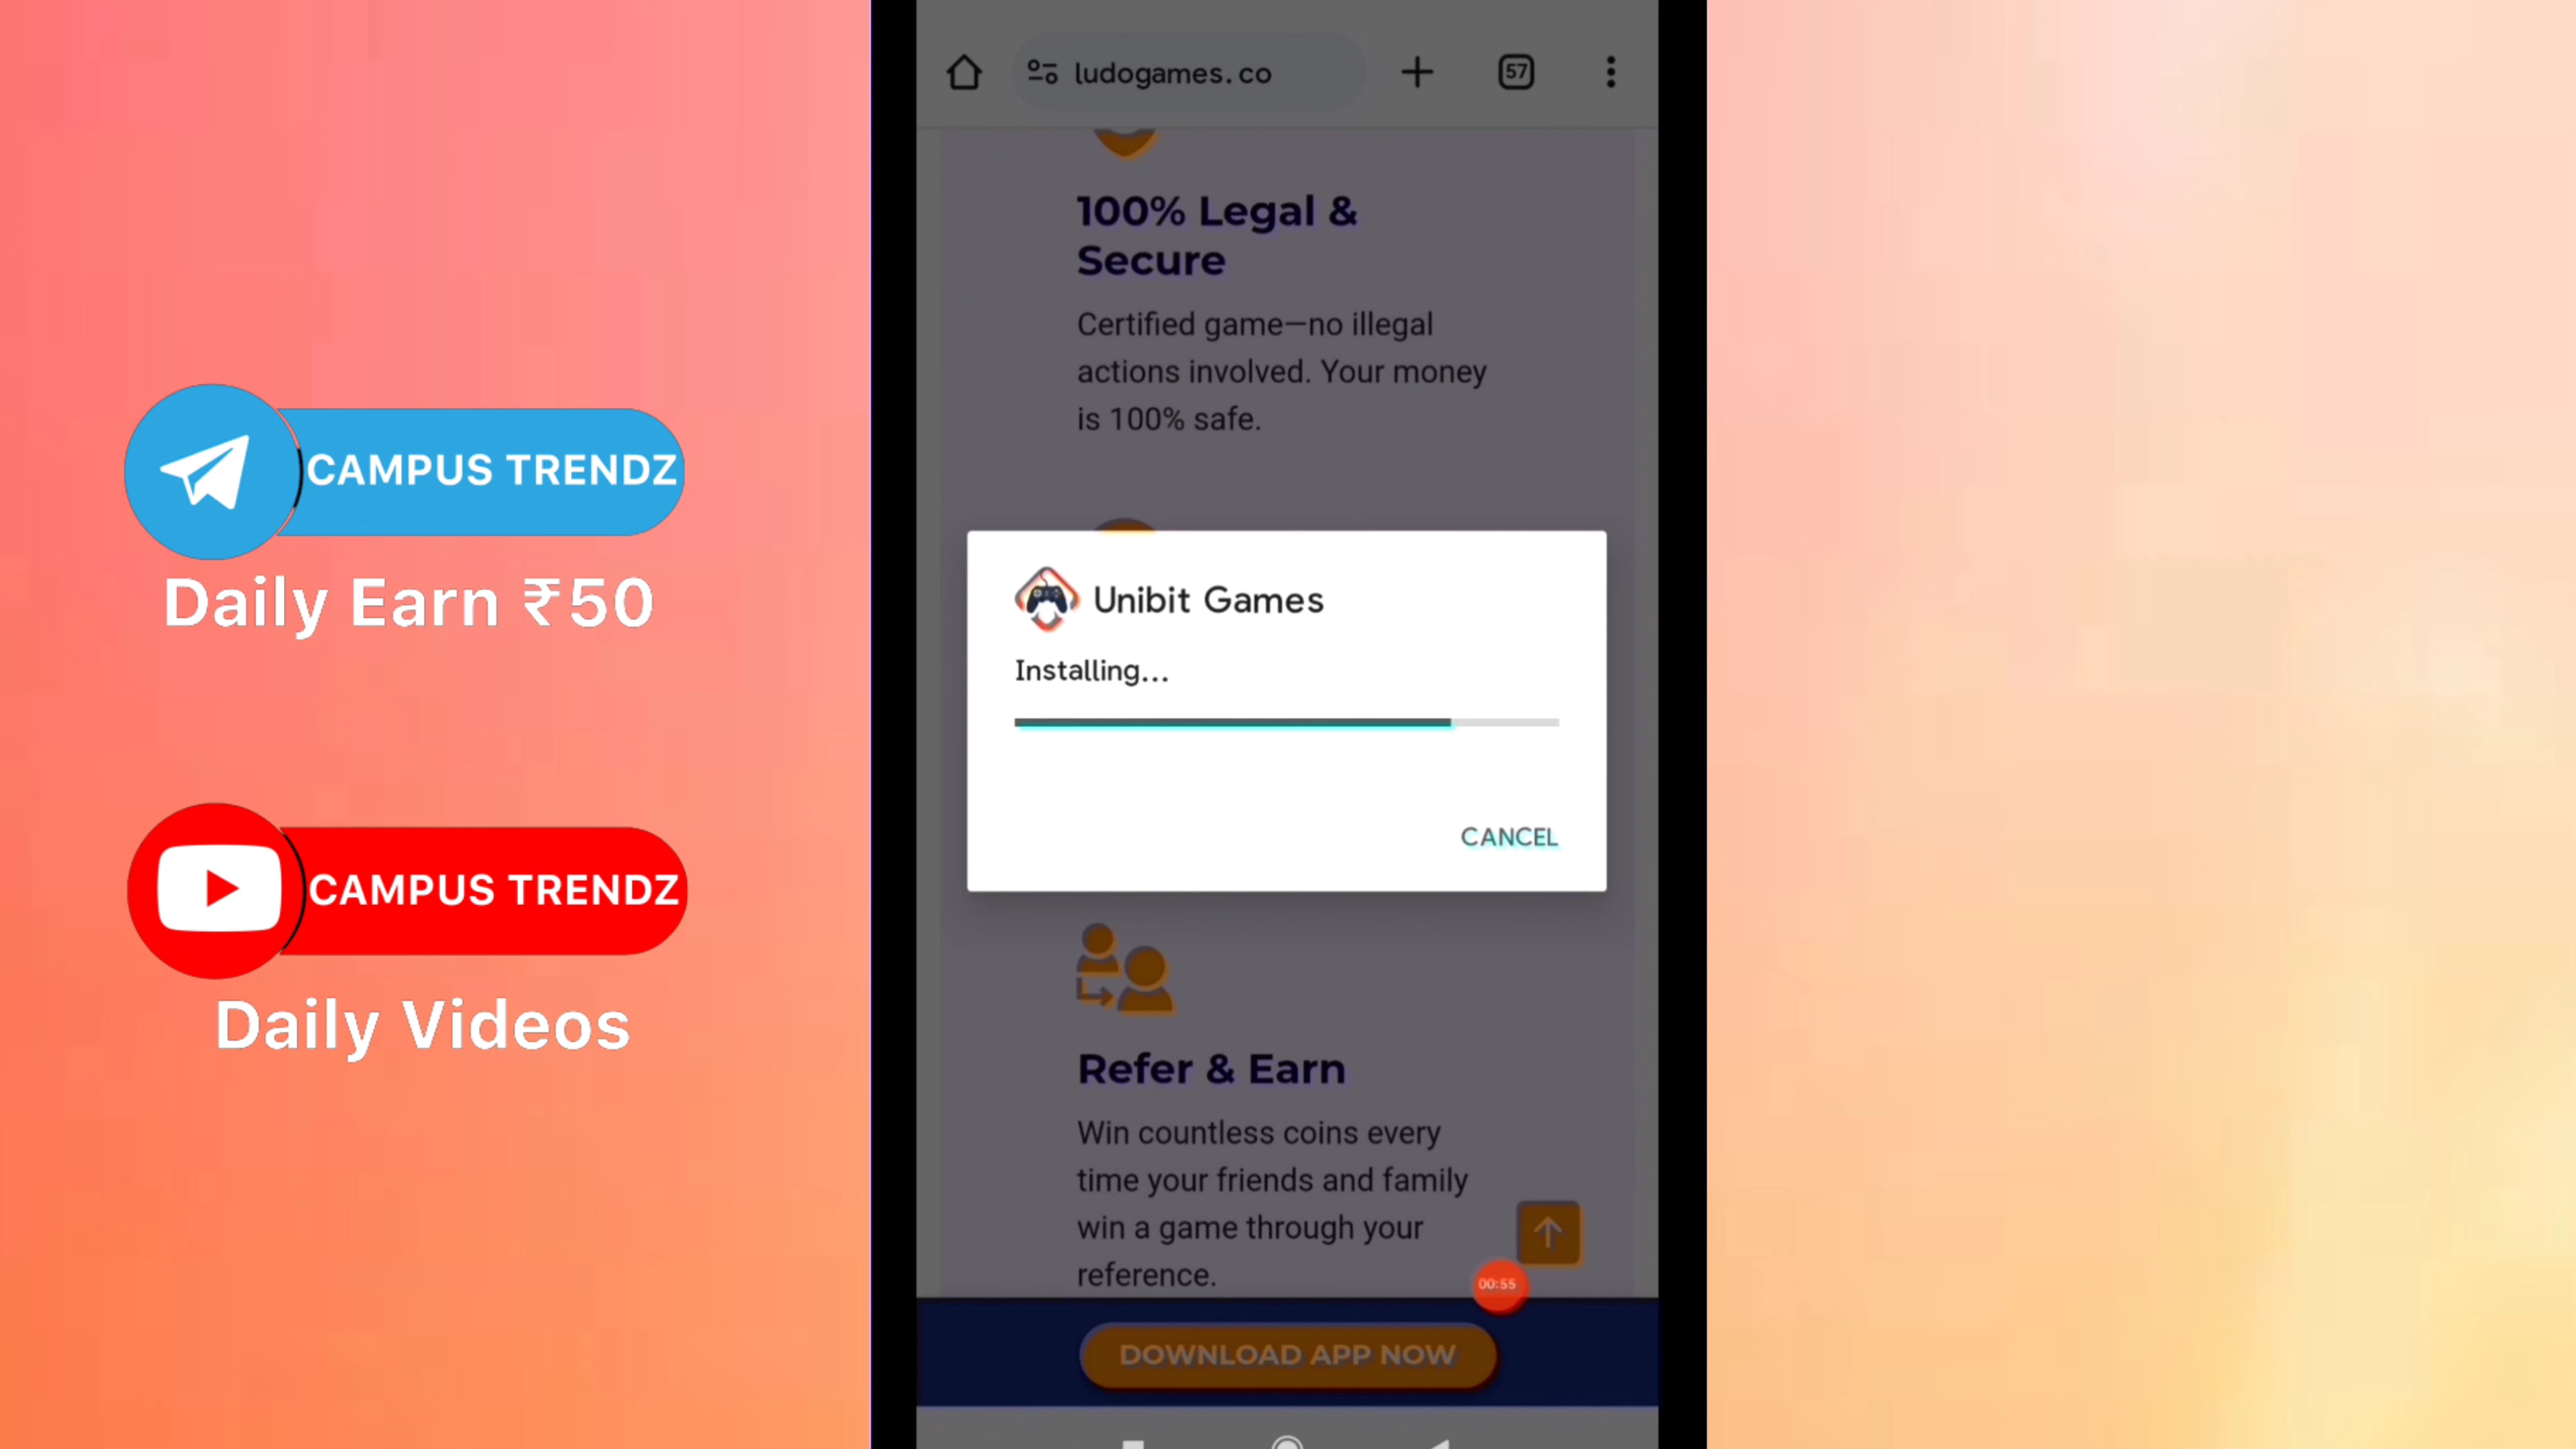 CAMPUS TRENDZ
Daily Earn ₹50
CAMPUS TRENDZ
Daily Videos
ludogames.co
57
100% Legal &
Secure
Certified game—no illegal
actions involved. Your money
is 100% safe.
Unibit Games
Installing...
CANCEL
Refer & Earn
Win countless coins every
time your friends and family
win a game through your
reference.
00:55
DOWNLOAD APP NOW